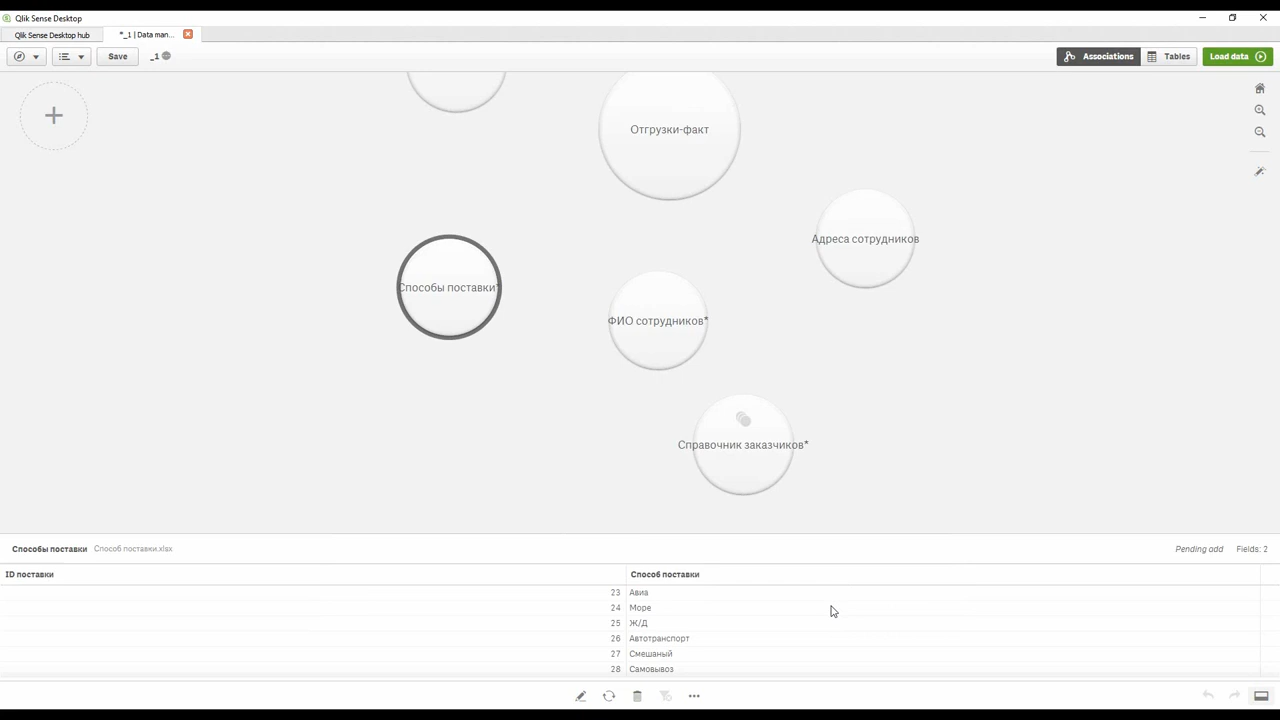 Qlik Sense Desktop
Qlik Sense Desktop hub
*_1 | Data man...
Save
_1
Associations
Tables
Load data
Отгрузки-факт
Адреса сотрудников
Способы поставки*
ФИО сотрудников*
Справочник заказчиков*
Способы поставки Способ поставки.xlsx
Pending add Fields: 2
ID поставки Способ поставки
23 Авиа
24 Море
25 Ж/Д
26 Автотранспорт
27 Смешаный
28 Самовывоз